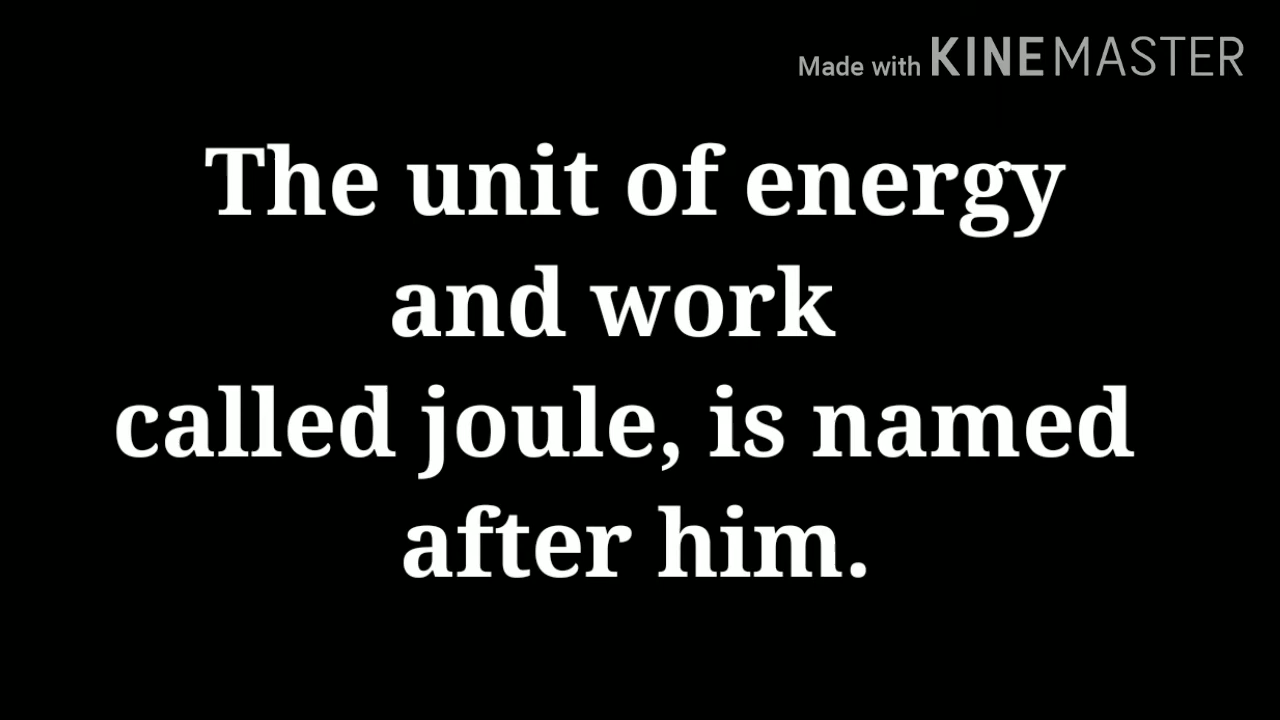 Made with KINEMASTER
The unit of energy
and work
called joule, is named
after him.